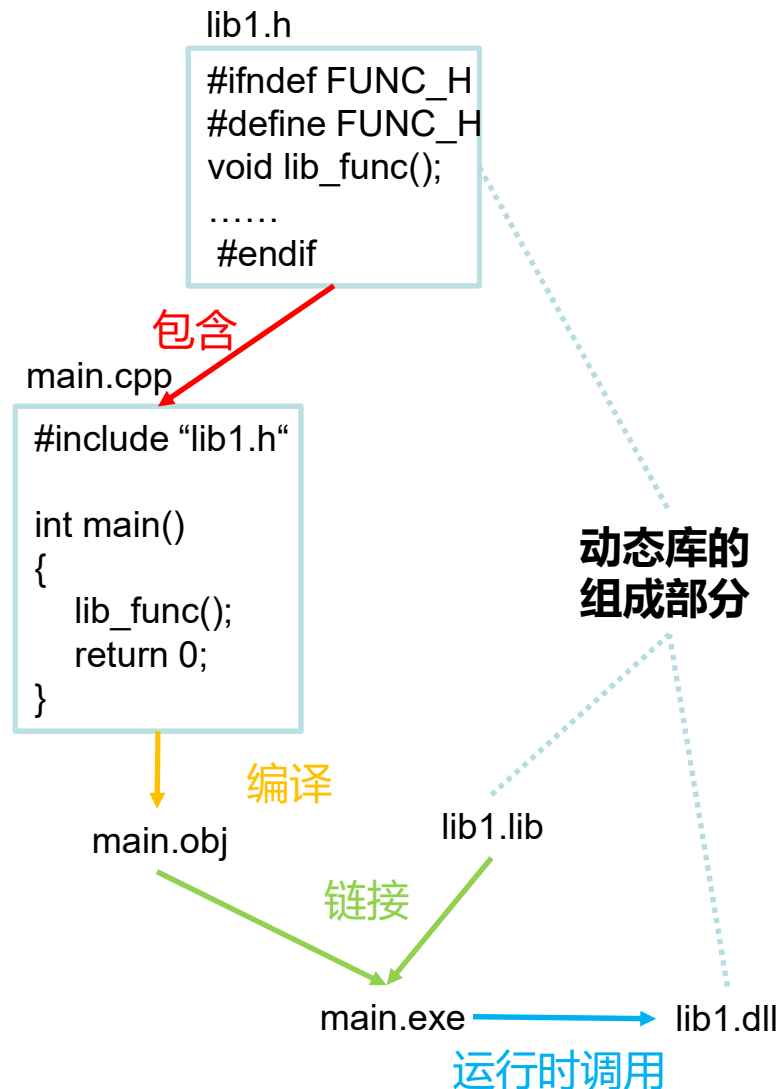 lib1.h
#ifndef FUNC_H
#define FUNC_H
void lib_func();
……
#endif
包含
main.cpp
#include “lib1.h“
int main()
{
lib_func();
return 0;
}
动态库的
组成部分
编译
main.obj
lib1.lib
链接
main.exe
lib1.dll
运行时调用